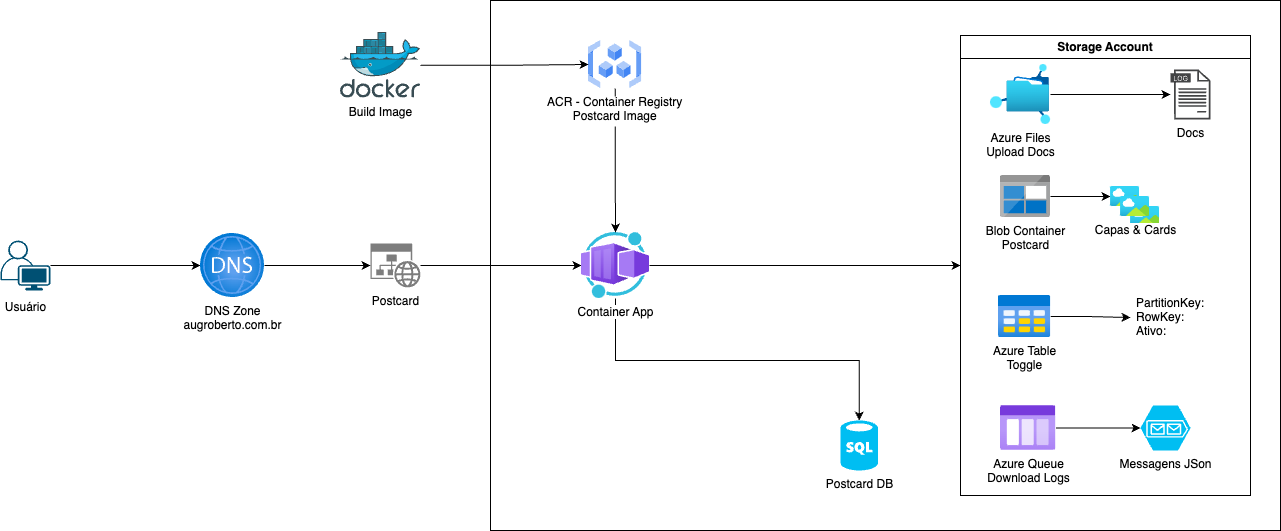 Storage Account
docker
Build Image
ACR - Container Registry
Postcard Image
LOG
Azure Files
Upload Docs
Docs
Blob Container
Postcard
Capas & Cards
Usuário
DNS
DNS Zone
augroberto.com.br
Postcard
Container App
PartitionKey:
RowKey:
Ativo:
Azure Table
Toggle
SQL
Postcard DB
Azure Queue
Download Logs
Messagens JSon